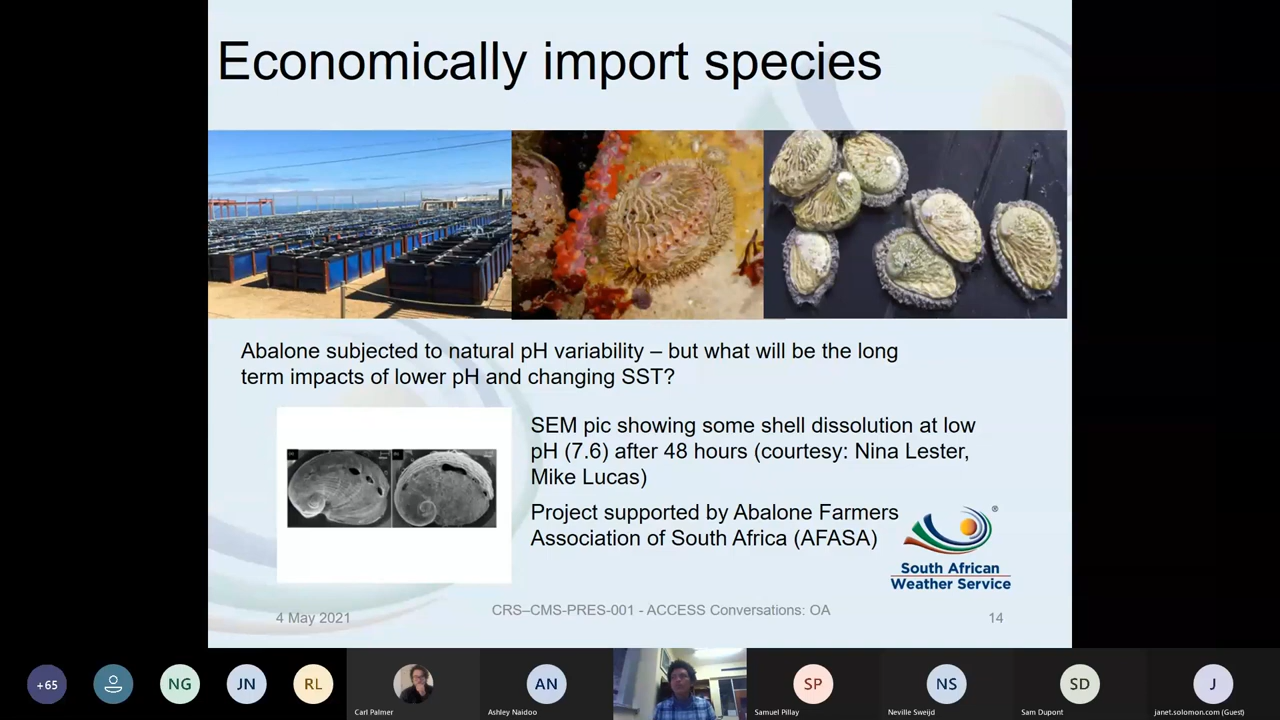 Economically import species
Abalone subjected to natural pH variability – but what will be the long
term impacts of lower pH and changing SST?
SEM pic showing some shell dissolution at low
pH (7.6) after 48 hours (courtesy: Nina Lester,
Mike Lucas)
Project supported by Abalone Farmers
Association of South Africa (AFASA)
®
South African
Weather Service
4 May 2021
CRS–CMS-PRES-001 - ACCESS Conversations: OA
14
+65
NG
JN
RL
Carl Palmer
AN
Ashley Naidoo
SP
Samuel Pillay
NS
Neville Sweijd
SD
Sam Dupont
J
janet.solomon.com (Guest)